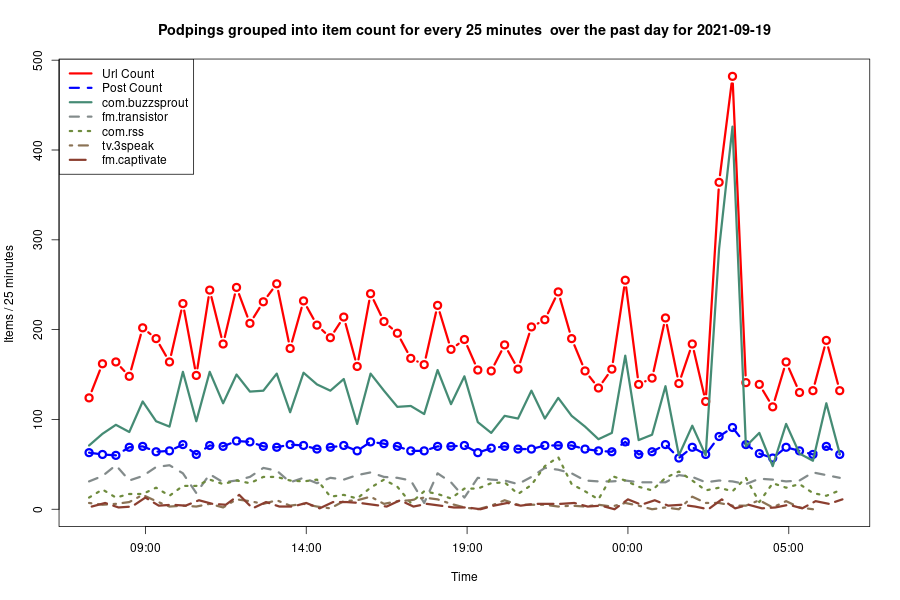 Podpings grouped into item count for every 25 minutes  over the past day for 2021-09-19
Url Count
Post Count
com.buzzsprout
fm.transistor
com.rss
tv.3speak
fm.captivate
Items / 25 minutes
500
400
300
200
100
0
09:00 14:00 19:00 00:00 05:00
Time